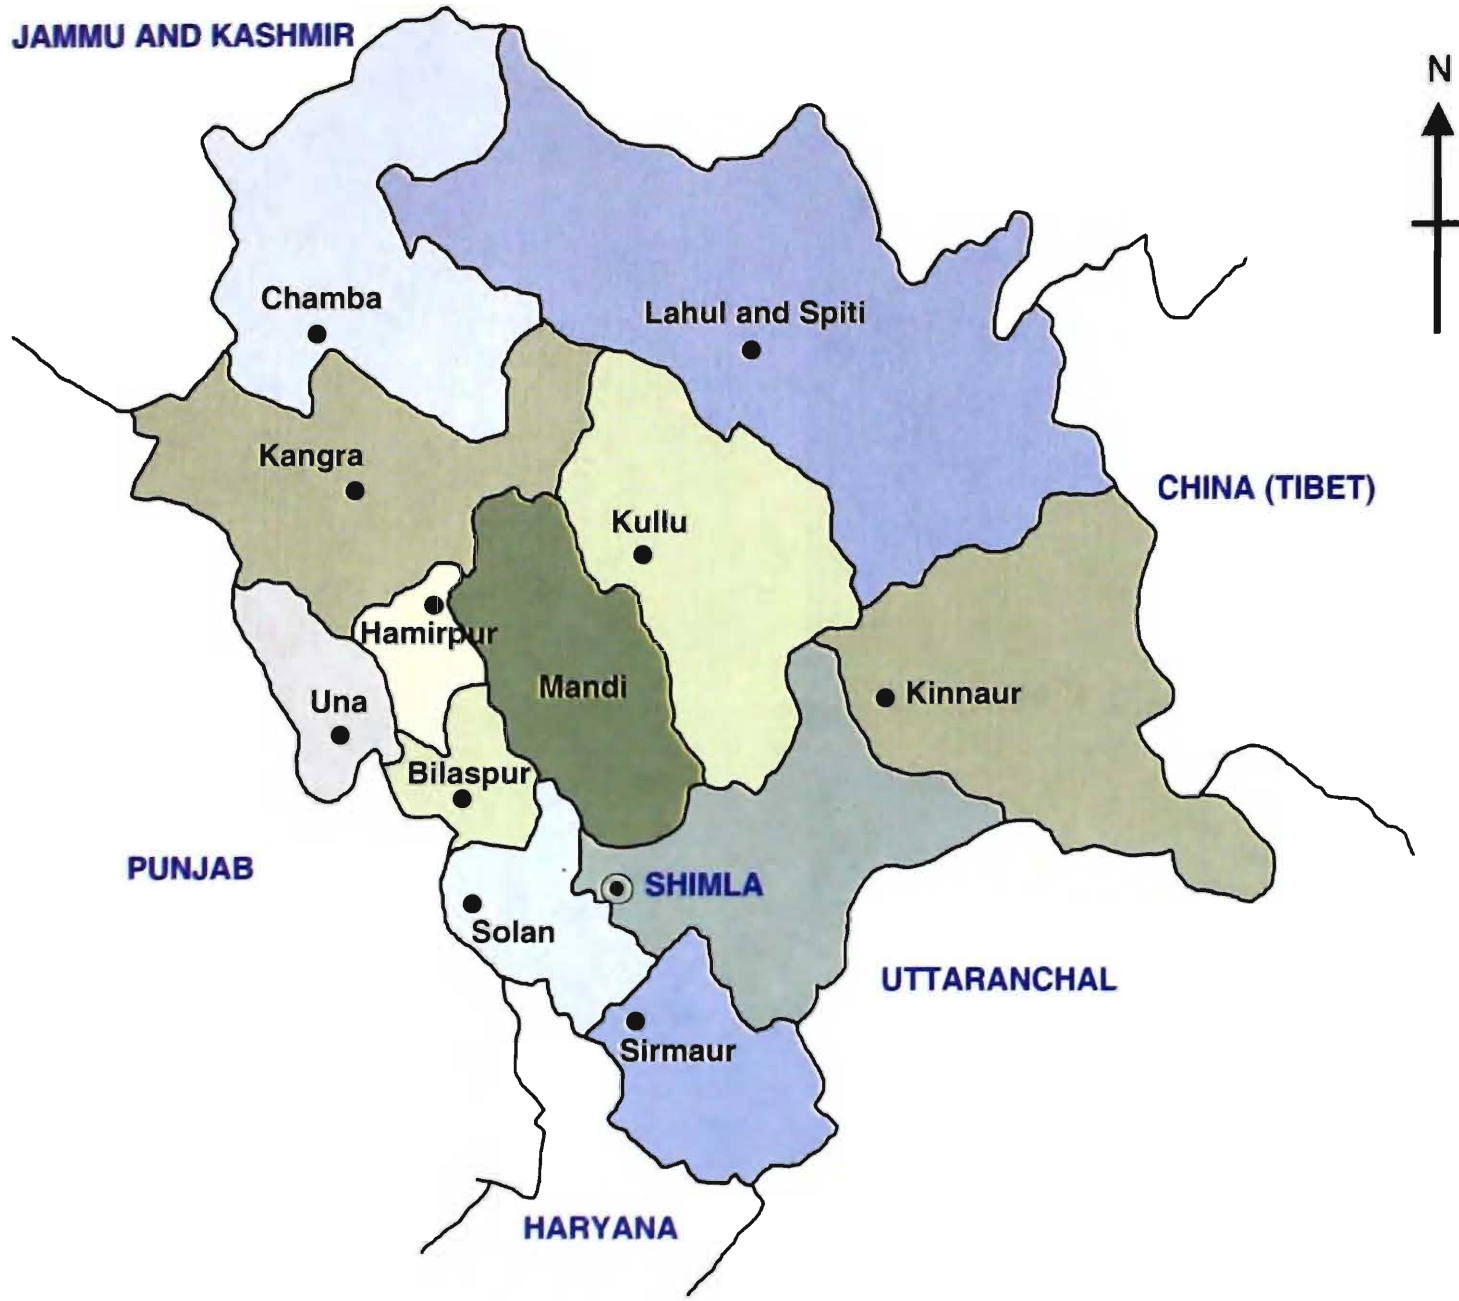 JAMMU AND KASHMIR
N
Chamba
Lahul and Spiti
Kangra
CHINA (TIBET)
Kullu
Hamirpur
Mandi
Kinnaur
Una
Bilaspur
PUNJAB
SHIMLA
Solan
UTTARANCHAL
Sirmaur
HARYANA